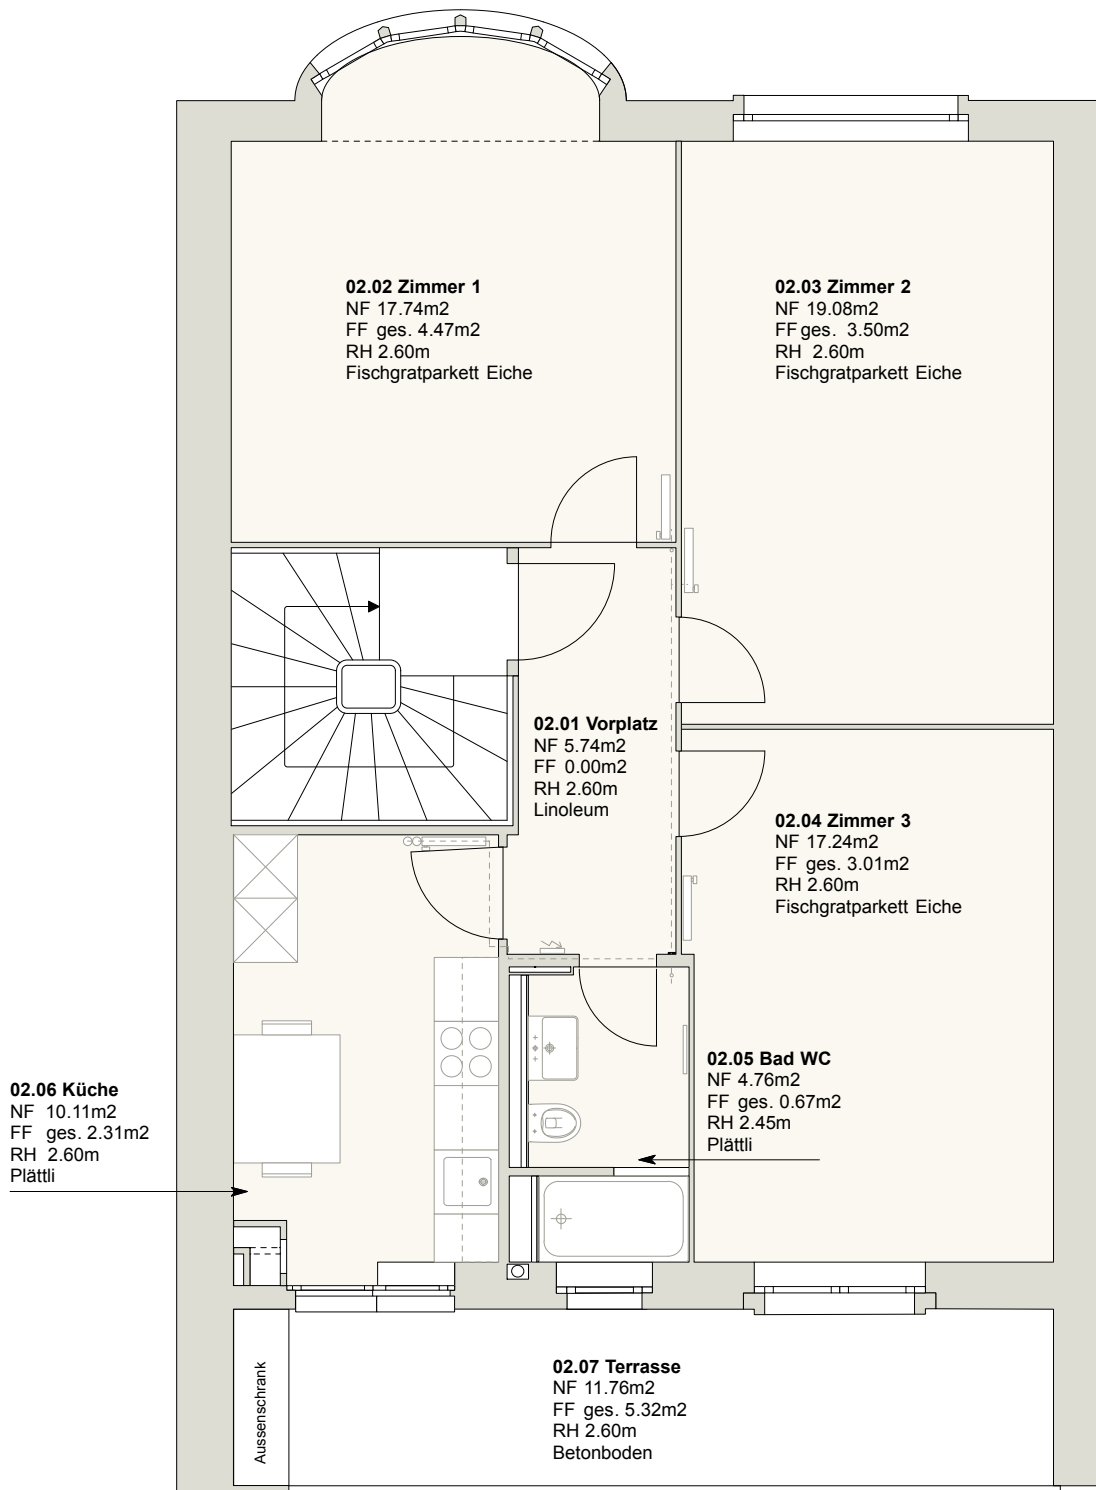 02.02 Zimmer 1
NF 17.74m2
FF ges. 4.47m2
RH 2.60m
Fischgratparkett Eiche
02.03 Zimmer 2
NF 19.08m2
FF ges. 3.50m2
RH 2.60m
Fischgratparkett Eiche
02.01 Vorplatz
NF 5.74m2
FF 0.00m2
RH 2.60m
Linoleum
02.04 Zimmer 3
NF 17.24m2
FF ges. 3.01m2
RH 2.60m
Fischgratparkett Eiche
02.05 Bad WC
NF 4.76m2
FF ges. 0.67m2
RH 2.45m
Plättli
02.06 Küche
NF 10.11m2
FF ges. 2.31m2
RH 2.60m
Plättli
Aussenschrank
02.07 Terrasse
NF 11.76m2
FF ges. 5.32m2
RH 2.60m
Betonboden